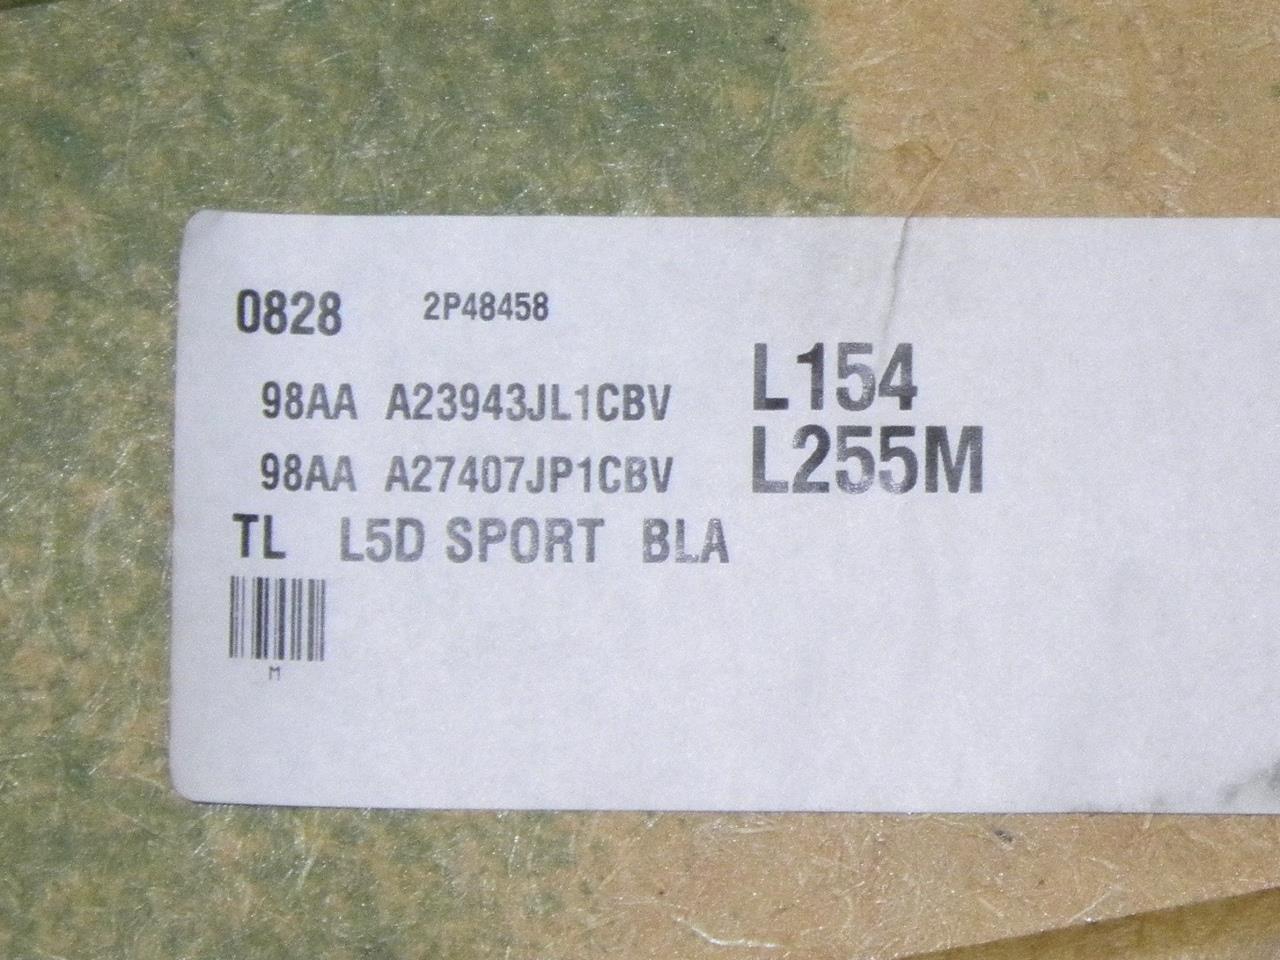 0828 2P48458
98AA A23943JL1CBV
L154
98AA A27407JP1CBV
L255M
TL L5D SPORT BLA
M